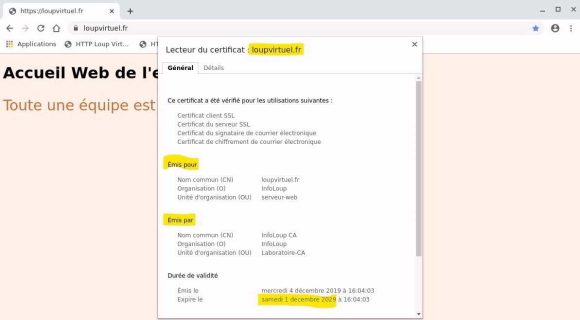 https://loupvirtuel.fr
loupvirtuel.fr
Applications
HTTP Loup Virt...
Lecteur du certificat : loupvirtuel.fr
Général
Détails
Accueil Web de l'e
Toute une équipe est
Ce certificat a été vérifié pour les utilisations suivantes :
Certificat client SSL
Certificat du serveur SSL
Certificat du signataire de courrier électronique
Certificat de chiffrement de courrier électronique
Émis pour
Nom commun (CN) loupvirtuel.fr
Organisation (O) InfoLoup
Unité d'organisation (OU) serveur-web
Émis par
Nom commun (CN) InfoLoup CA
Organisation (O) InfoLoup
Unité d'organisation (OU) Laboratoire-CA
Durée de validité
Émis le mercredi 4 décembre 2019 à 16:04:03
Expire le samedi 1 décembre 2029 à 16:04:03